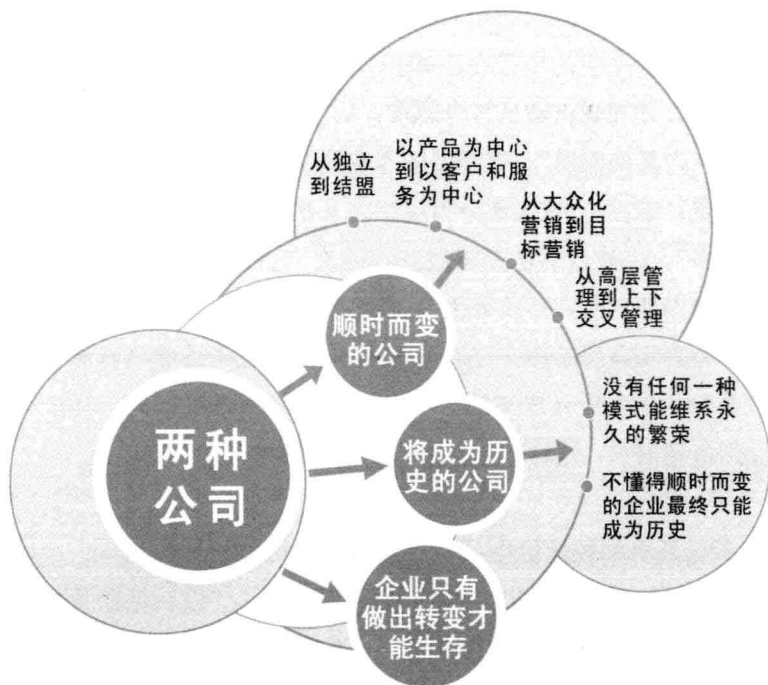 两种
公司
顺时而变
的公司
从独立
到结盟
以产品为中心
到以客户和服
务为中心
从大众化
营销到目
标营销
从高层管
理到上下
交叉管理
将成为历
史的公司
没有任何一种
模式能维系永
久的繁荣
不懂得顺时而变
的企业最终只能
成为历史
企业只有
做出转变才
能生存